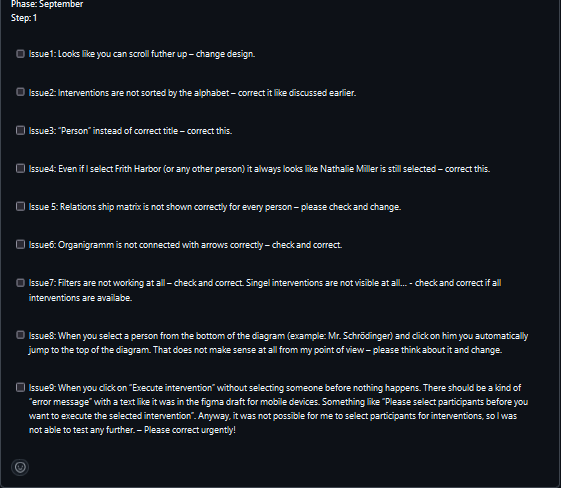 Phase: September
Step: 1
Issue1: Looks like you can scroll futher up – change design.
Issue2: Interventions are not sorted by the alphabet – correct it like discussed earlier.
Issue3: “Person” instead of correct title – correct this.
Issue4: Even if I select Frith Harbor (or any other person) it always looks like Nathalie Miller is still selected – correct this.
Issue 5: Relations ship matrix is not shown correctly for every person – please check and change.
Issue6: Organigramm is not connected with arrows correctly – check and correct.
Issue7: Filters are not working at all – check and correct. Singel interventions are not visible at all... - check and correct if all
interventions are availabe.
Issue8: When you select a person from the bottom of the diagram (example: Mr. Schrödinger) and click on him you automatically
jump to the top of the diagram. That does not make sense at all from my point of view – please think about it and change.
Issue9: When you click on “Execute intervention” without selecting someone before nothing happens. There should be a kind of
“error message” with a text like it was in the figma draft for mobile devices. Something like “Please select participants before you
want to execute the selected intervention”. Anyway, it was not possible for me to select participants for interventions, so I was
not able to test any further. – Please correct urgently!